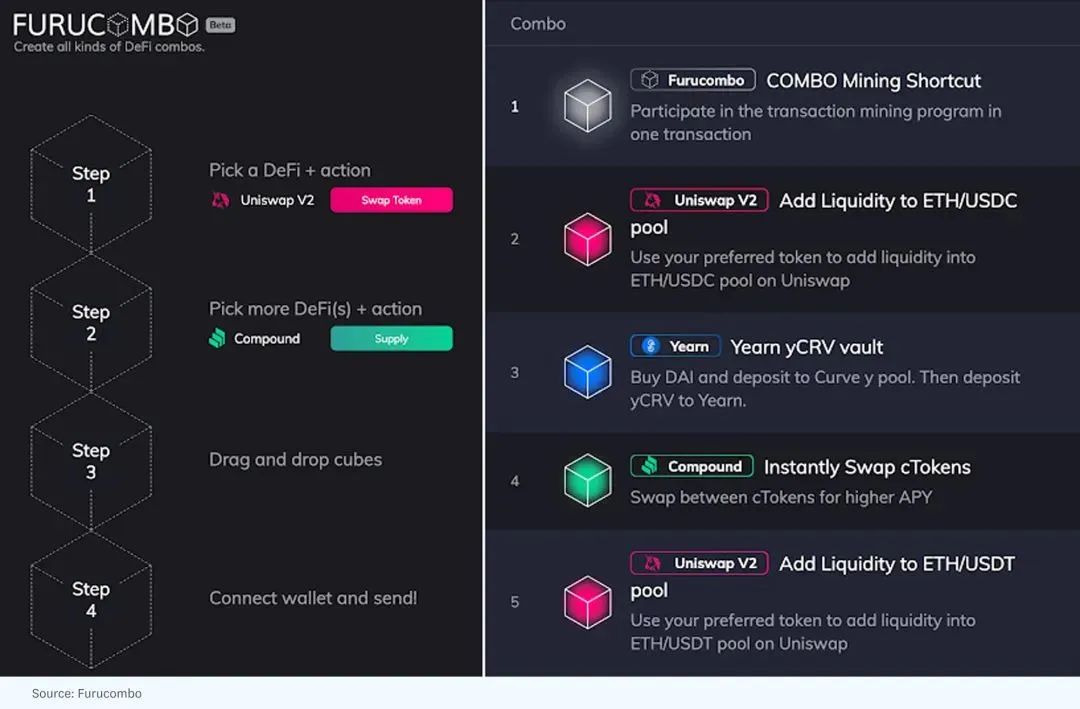 FURUCOMBO Beta
Create all kinds of DeFi combos.
Step
1
Pick a DeFi + action
Uniswap V2 Swap Token
Step
2
Pick more DeFi(s) + action
Compound Supply
Step
3
Drag and drop cubes
Step
4
Connect wallet and send!
Combo
1
Furucombo COMBO Mining Shortcut
Participate in the transaction mining program in
one transaction
2
Uniswap V2 Add Liquidity to ETH/USDC
pool
Use your preferred token to add liquidity into
ETH/USDC pool on Uniswap
3
Yearn Yearn yCRV vault
Buy DAI and deposit to Curve y pool. Then deposit
yCRV to Yearn.
4
Compound Instantly Swap cTokens
Swap between cTokens for higher APY
5
Uniswap V2 Add Liquidity to ETH/USDT
pool
Use your preferred token to add liquidity into
ETH/USDT pool on Uniswap
Source: Furucombo